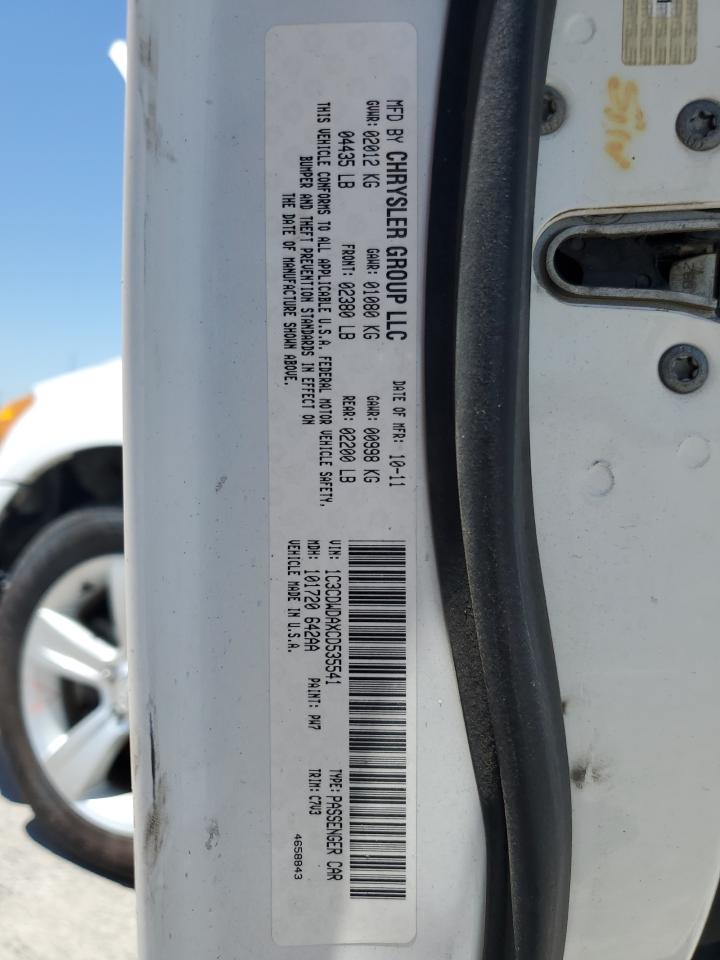 MFD BY CHRYSLER GROUP LLC DATE OF MFR: 10-11
GVWR: 02012 KG GAWR: 01080 KG GAWR: 00998 KG
04435 LB FRONT: 02380 LB REAR: 02200 LB
THIS VEHICLE CONFORMS TO ALL APPLICABLE U.S.A. FEDERAL MOTOR VEHICLE SAFETY,
BUMPER AND THEFT PREVENTION STANDARDS IN EFFECT ON
THE DATE OF MANUFACTURE SHOWN ABOVE.
VIN: 1C3CDWDAXCD535541 TYPE: PASSENGER CAR
MDH: 101720 642AA PAINT: PW7 TRIM: C7V3
VEHICLE MADE IN U.S.A. 4658843